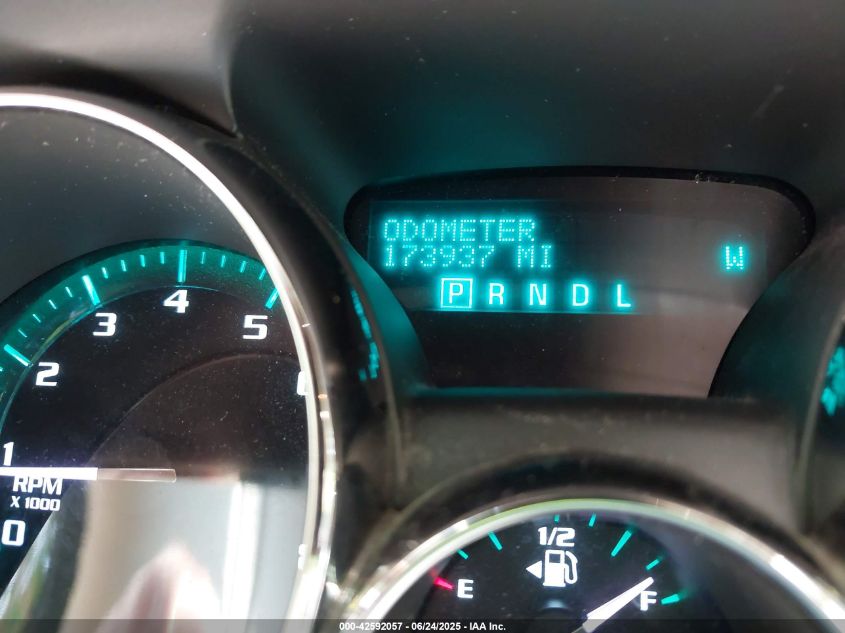 ODOMETER
173937 MI W
P R N D L
4
3
5
2
1
RPM
X 1000
0
1/2
E
F
000-42592057 - 06/24/2025 - IAA Inc.